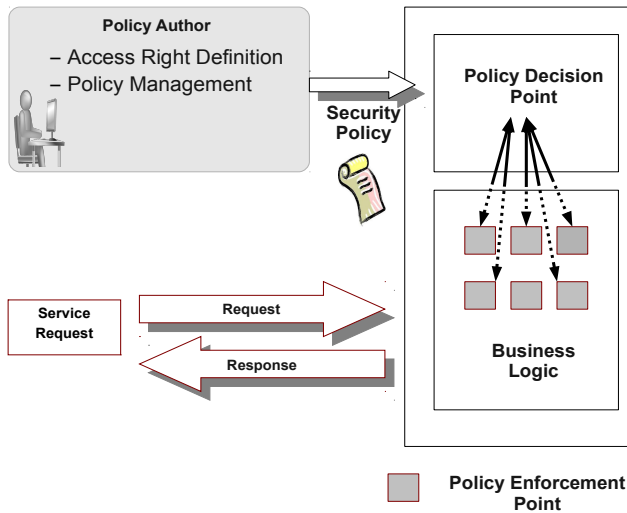 Policy Author
– Access Right Definition
– Policy Management
Security
Policy
Policy Decision
Point
Service
Request
Request
Response
Business
Logic
Policy Enforcement
Point